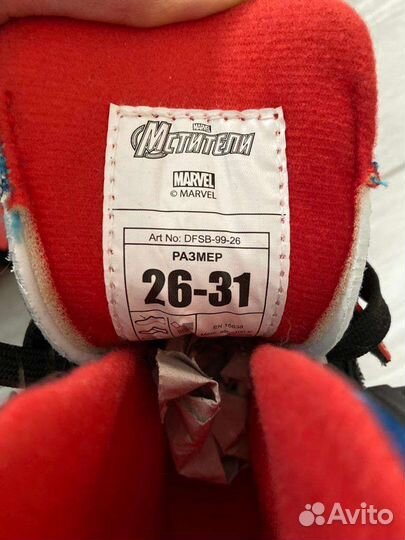 MARVEL
МСТИТЕЛИ
MARVEL
© MARVEL
Art No: DFSB-99-26
РАЗМЕР
26-31
Avito